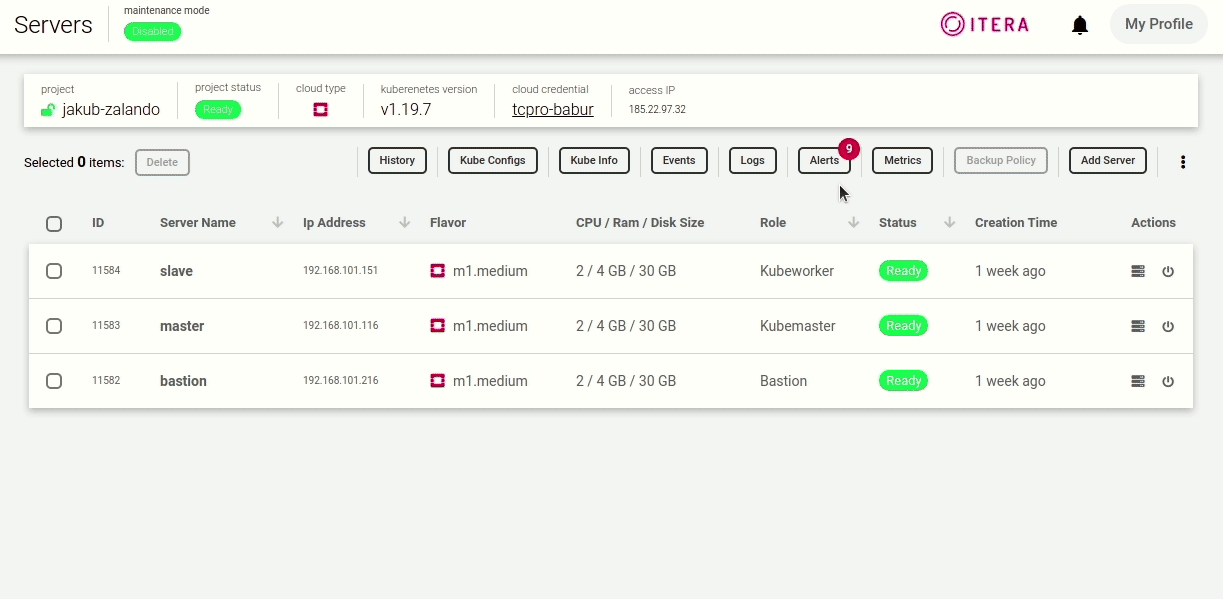 Servers
maintenance mode
Disabled
ITERA
My Profile
project
jakub-zalando
project status
Ready
cloud type
kuberenetes version
v1.19.7
cloud credential
tcpro-babur
access IP
185.22.97.32
Selected 0 items: Delete
History Kube Configs Kube Info Events Logs Alerts 9 Metrics Backup Policy Add Server
ID Server Name Ip Address Flavor CPU / Ram / Disk Size Role Status Creation Time Actions
11584 slave 192.168.101.151 m1.medium 2 / 4 GB / 30 GB Kubeworker Ready 1 week ago
11583 master 192.168.101.116 m1.medium 2 / 4 GB / 30 GB Kubemaster Ready 1 week ago
11582 bastion 192.168.101.216 m1.medium 2 / 4 GB / 30 GB Bastion Ready 1 week ago